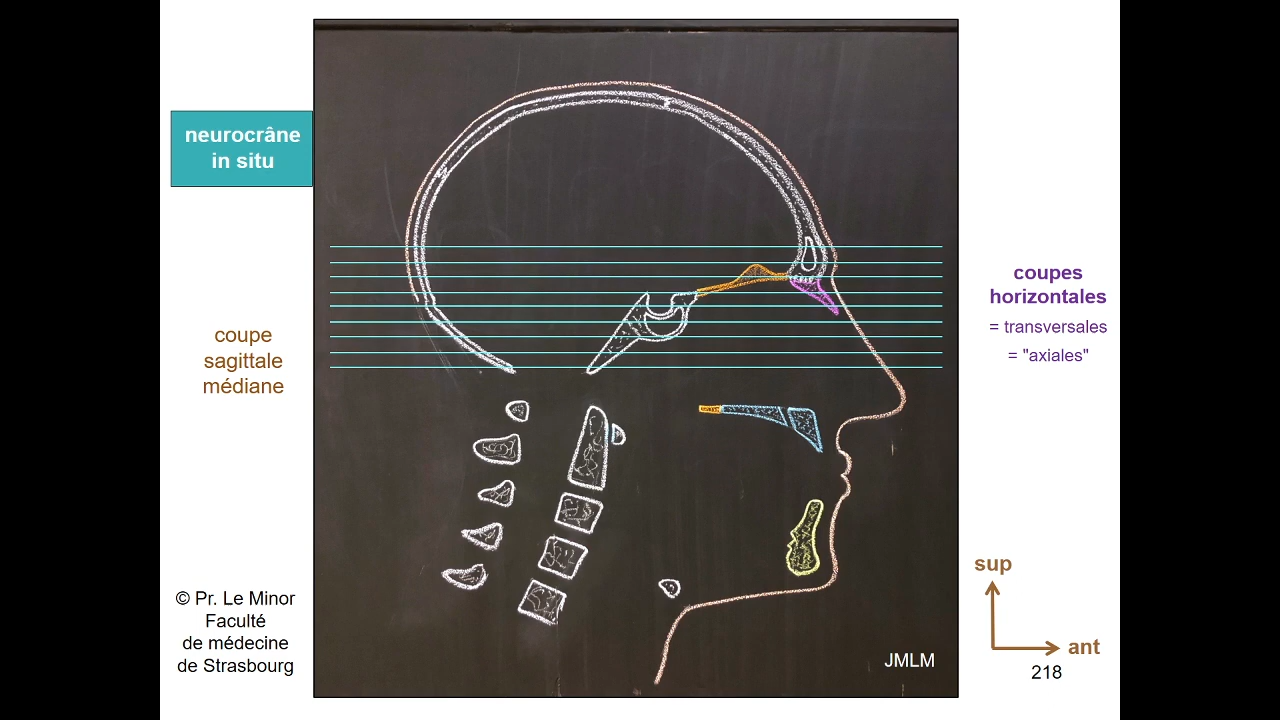 neurocrâne
in situ
coupe
sagittale
médiane
© Pr. Le Minor
Faculté
de médecine
de Strasbourg
JMLM
coupes
horizontales
= transversales
= "axiales"
sup
ant
218